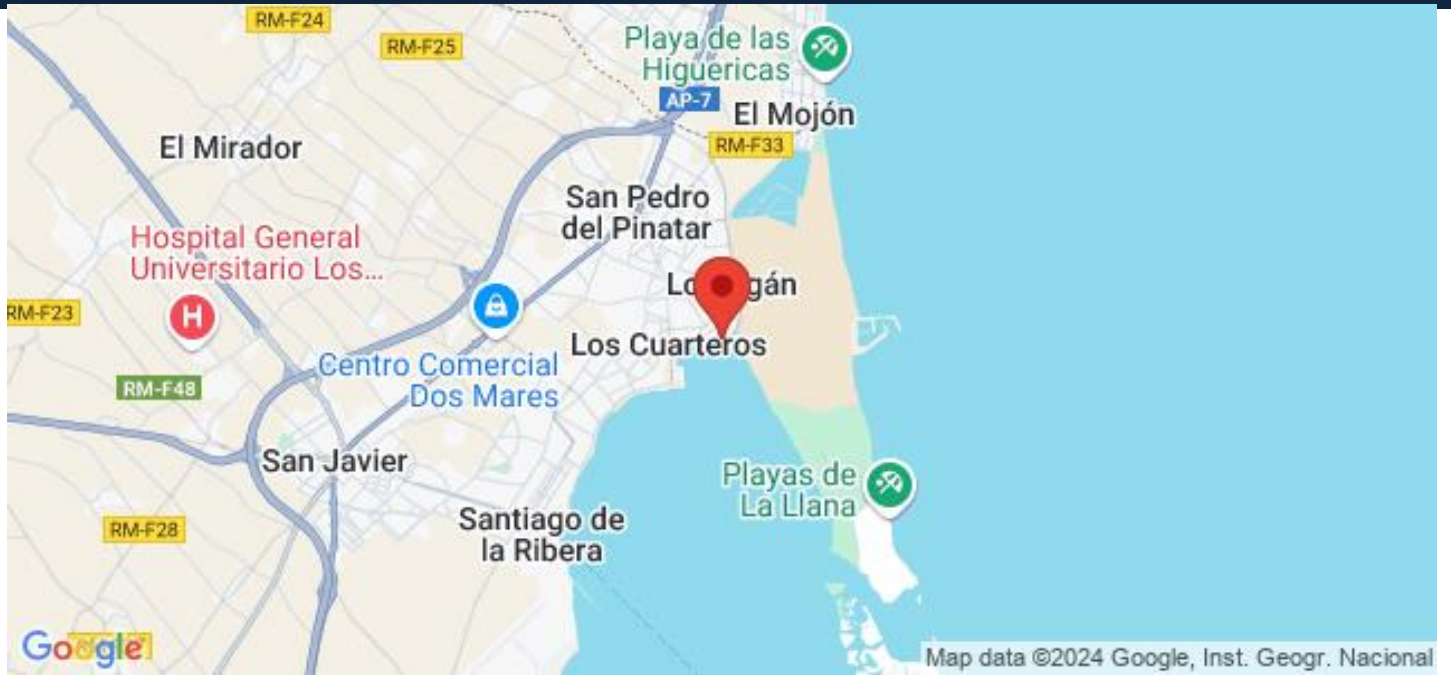 RM-F24
RM-F25
Playa de las
Higuericas
AP-7
El Mojón
RM-F33
El Mirador
San Pedro
del Pinatar
Hospital General
Universitario Los...
H
RM-F23
Los Cuarteros
Centro Comercial
Dos Mares
RM-F48
San Javier
Playas de
La Llana
Santiago de
la Ribera
RM-F28
Google
Map data ©2024 Google, Inst. Geogr. Nacional